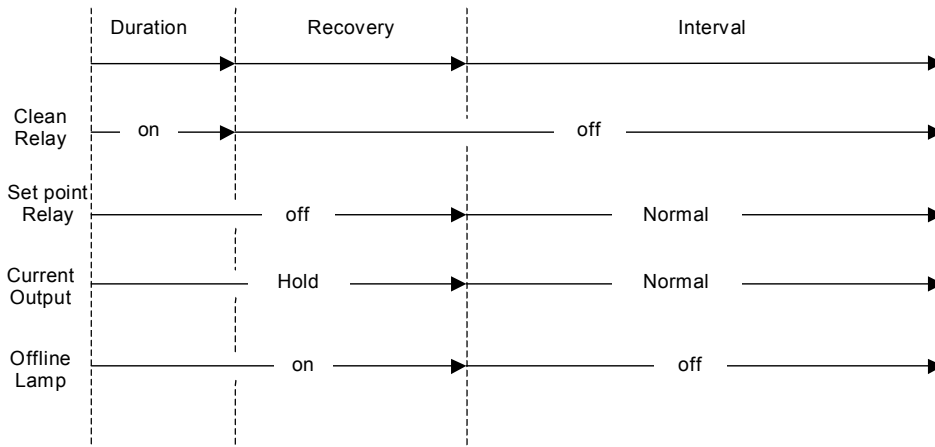 Duration Recovery Interval
Clean
Relay
on off
Set point
Relay
off Normal
Current
Output
Hold Normal
Offline
Lamp
on off